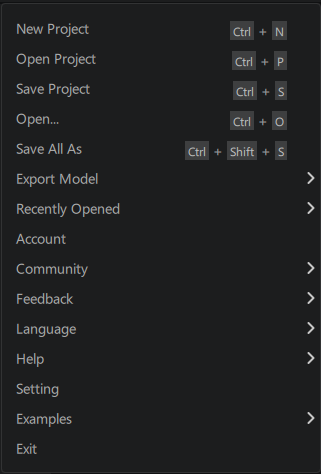 New Project Ctrl + N
Open Project Ctrl + P
Save Project Ctrl + S
Open... Ctrl + O
Save All As Ctrl + Shift + S
Export Model
Recently Opened
Account
Community
Feedback
Language
Help
Setting
Examples
Exit